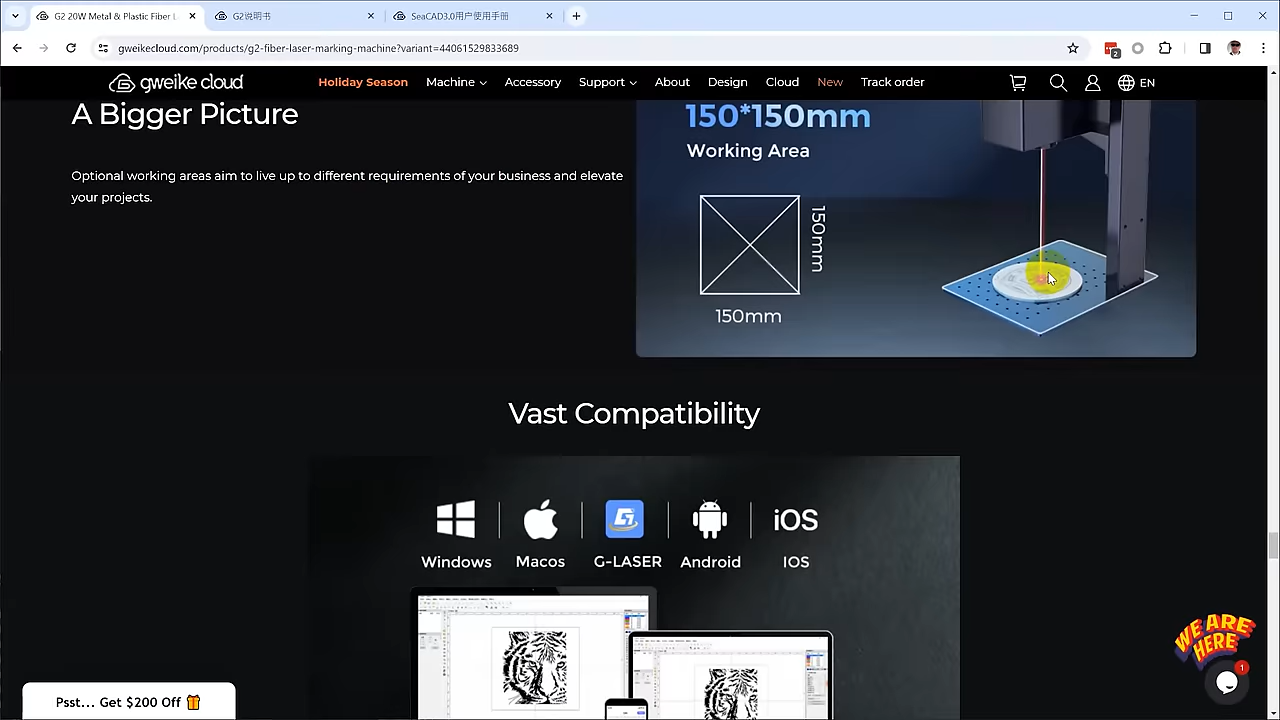 G2 20W Metal & Plastic Fiber L
G2说明书
SeaCAD3.0用户使用手册
gweikecloud.com/products/g2-fiber-laser-marking-machine?variant=44061529833689
2
gweike cloud
Holiday Season
Machine
Accessory
Support
About
Design
Cloud
New
Track order
EN
A Bigger Picture
Optional working areas aim to live up to different requirements of your business and elevate
your projects.
150*150mm
Working Area
150mm
150mm
Vast Compatibility
iOS
Windows
Macos
G-LASER
Android
IOS
WE ARE
HERE
1
Psst... Get $200 Off